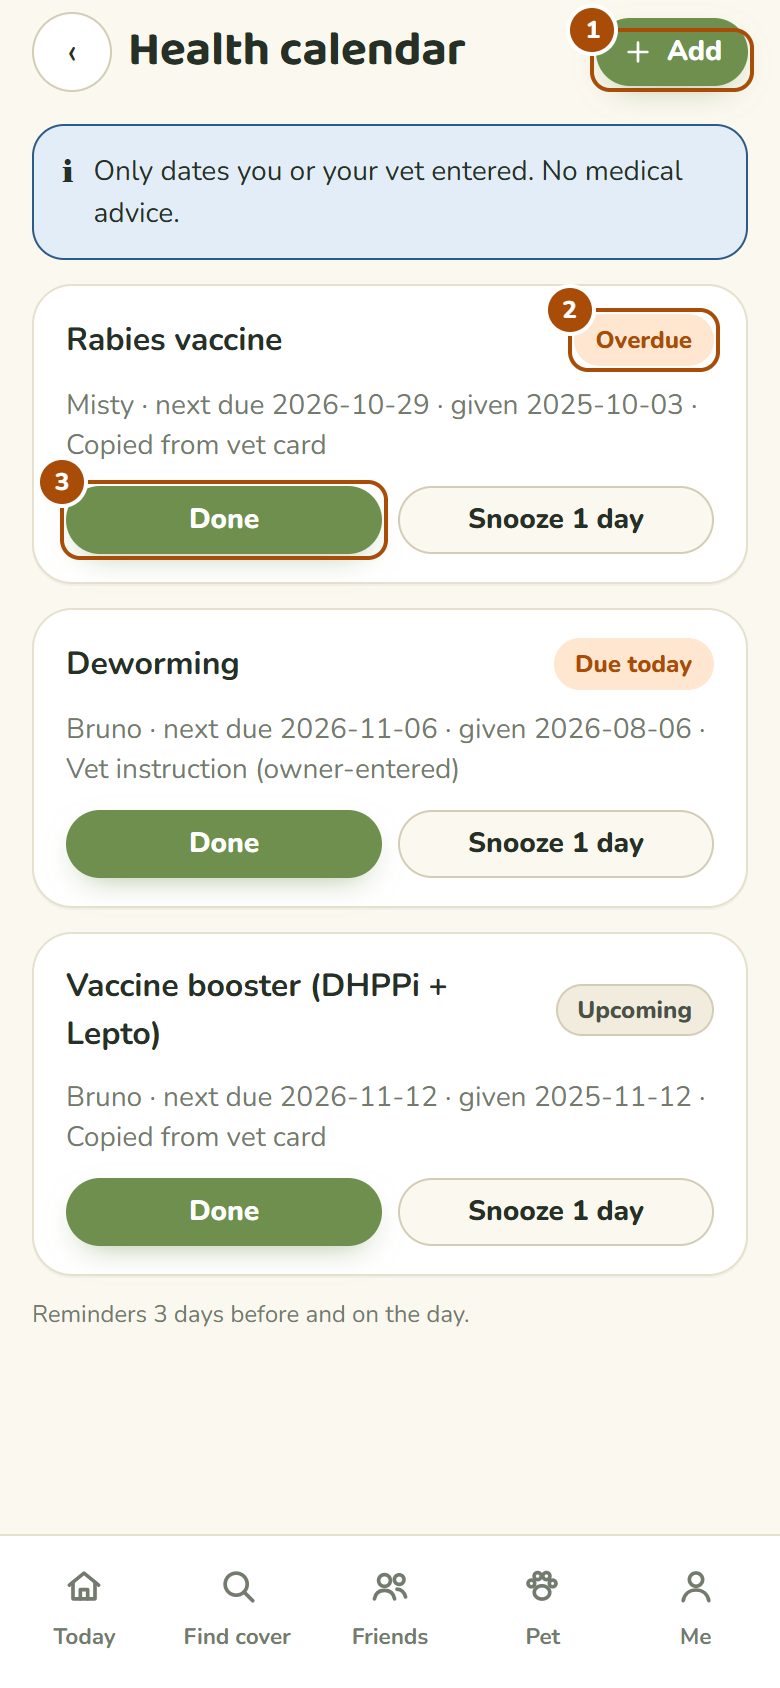 ‹ Health calendar
1
+ Add
i Only dates you or your vet entered. No medical
advice.
Rabies vaccine
2
Overdue
Misty · next due 2026-10-29 · given 2025-10-03 ·
Copied from vet card
3
Done
Snooze 1 day
Deworming
Due today
Bruno · next due 2026-11-06 · given 2026-08-06 ·
Vet instruction (owner-entered)
Done
Snooze 1 day
Vaccine booster (DHPPi +
Lepto)
Upcoming
Bruno · next due 2026-11-12 · given 2025-11-12 ·
Copied from vet card
Done
Snooze 1 day
Reminders 3 days before and on the day.
Today
Find cover
Friends
Pet
Me